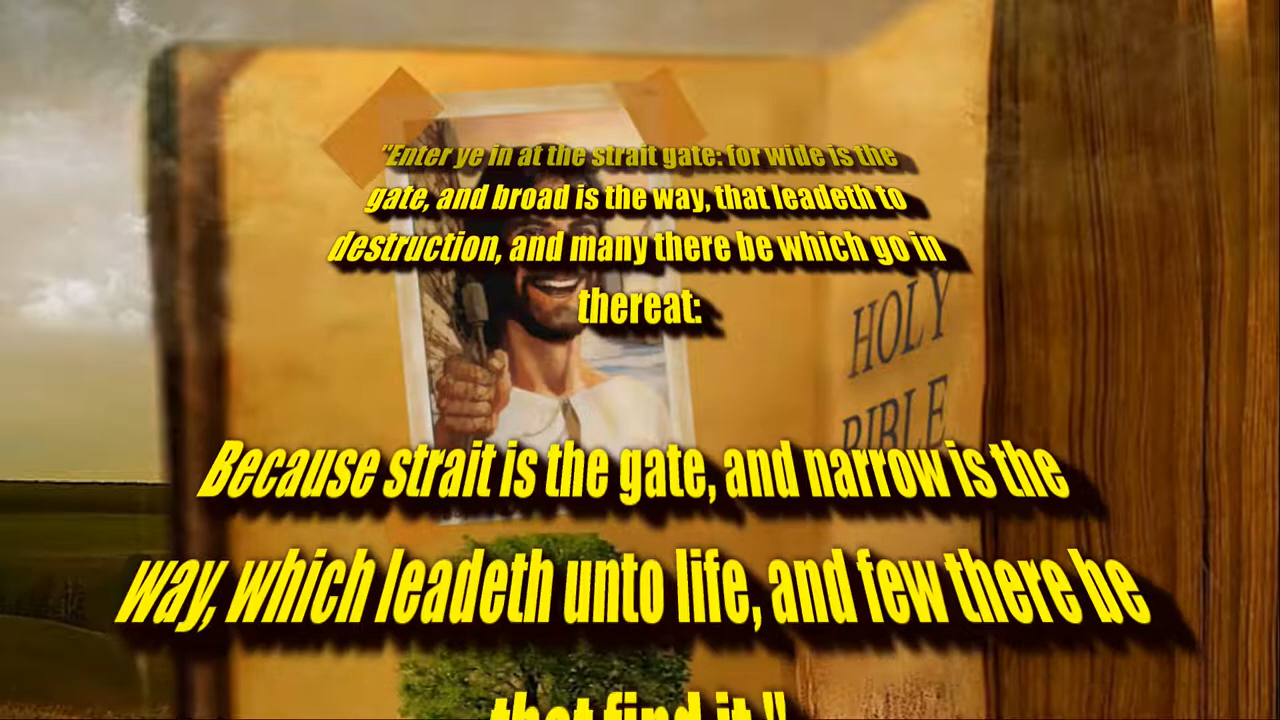 "Enter ye in at the strait gate: for wide is the
gate, and broad is the way, that leadeth to
destruction, and many there be which go in
thereat:
HOLY
BIBLE
Because strait is the gate, and narrow is the
way, which leadeth unto life, and few there be
that find it."